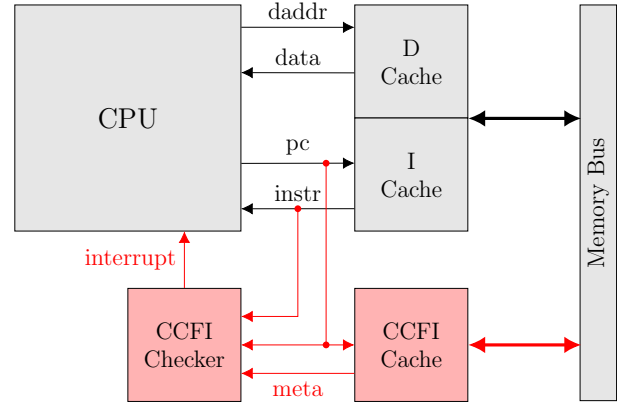 daddr
D
Cache
data
CPU
pc
I
Cache
instr
Memory Bus
interrupt
CCFI
Checker
CCFI
Cache
meta